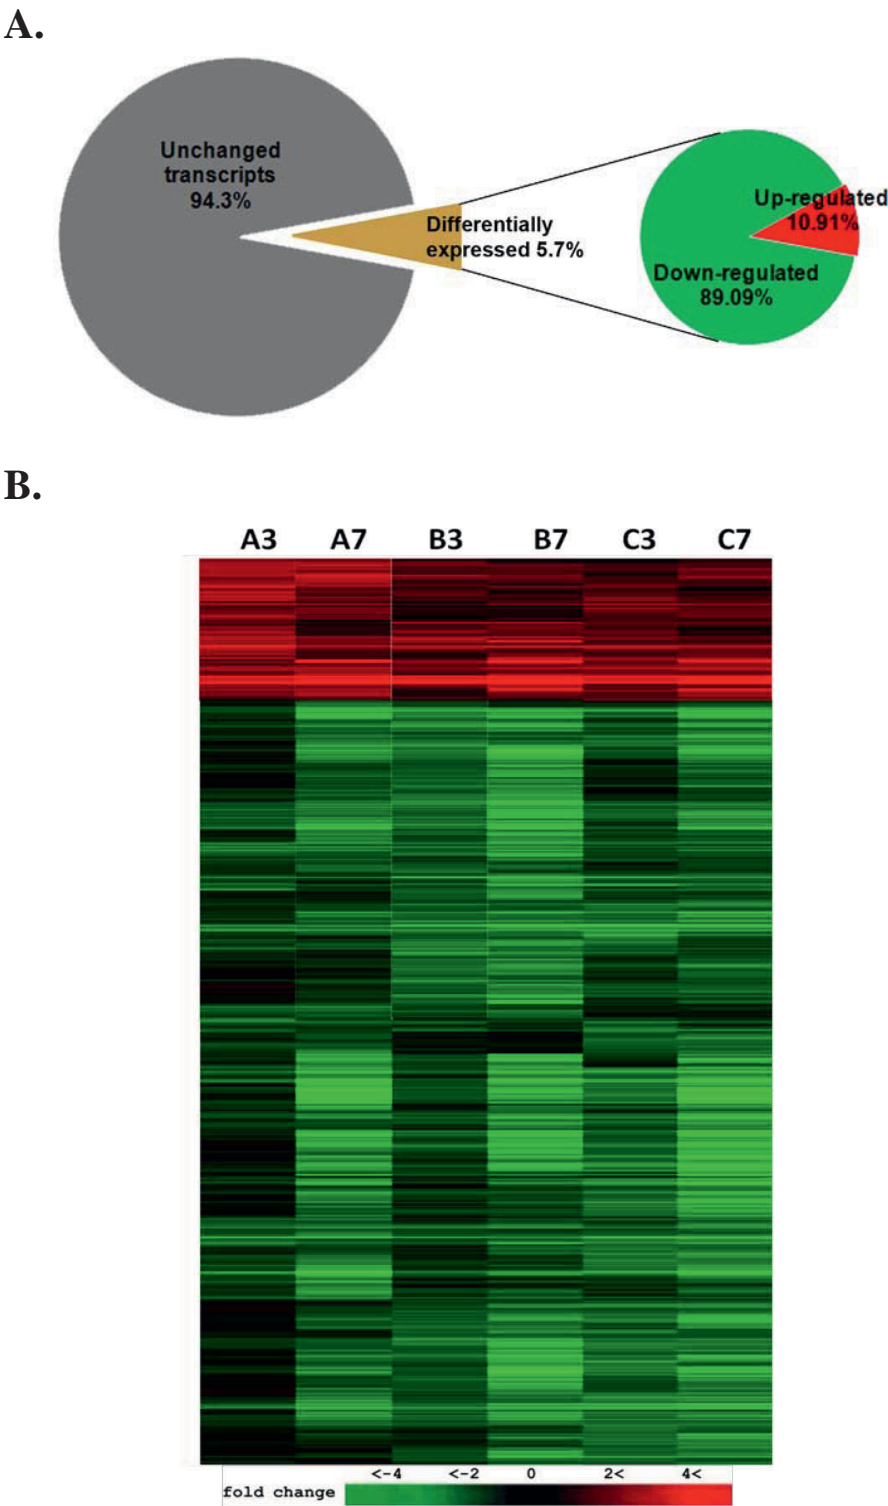 A.
Unchanged
transcripts
94.3%
Differentially
expressed 5.7%
Up-regulated
10.91%
Down-regulated
89.09%
B.
A3 A7 B3 B7 C3 C7
<-4 <-2 0 2< 4<
fold change